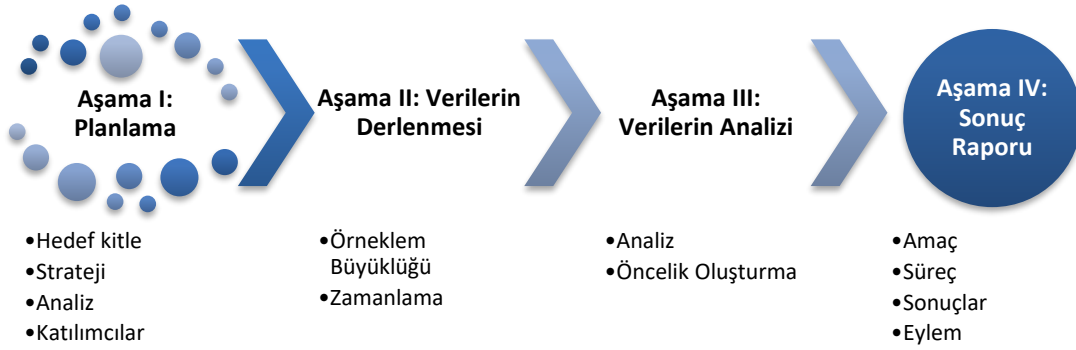 Aşama I:
Planlama
•Hedef kitle
•Strateji
•Analiz
•Katılımcılar
Aşama II: Verilerin
Derlenmesi
•Örneklem
Büyüklüğü
•Zamanlama
Aşama III:
Verilerin Analizi
•Analiz
•Öncelik Oluşturma
Aşama IV:
Sonuç
Raporu
•Amaç
•Süreç
•Sonuçlar
•Eylem